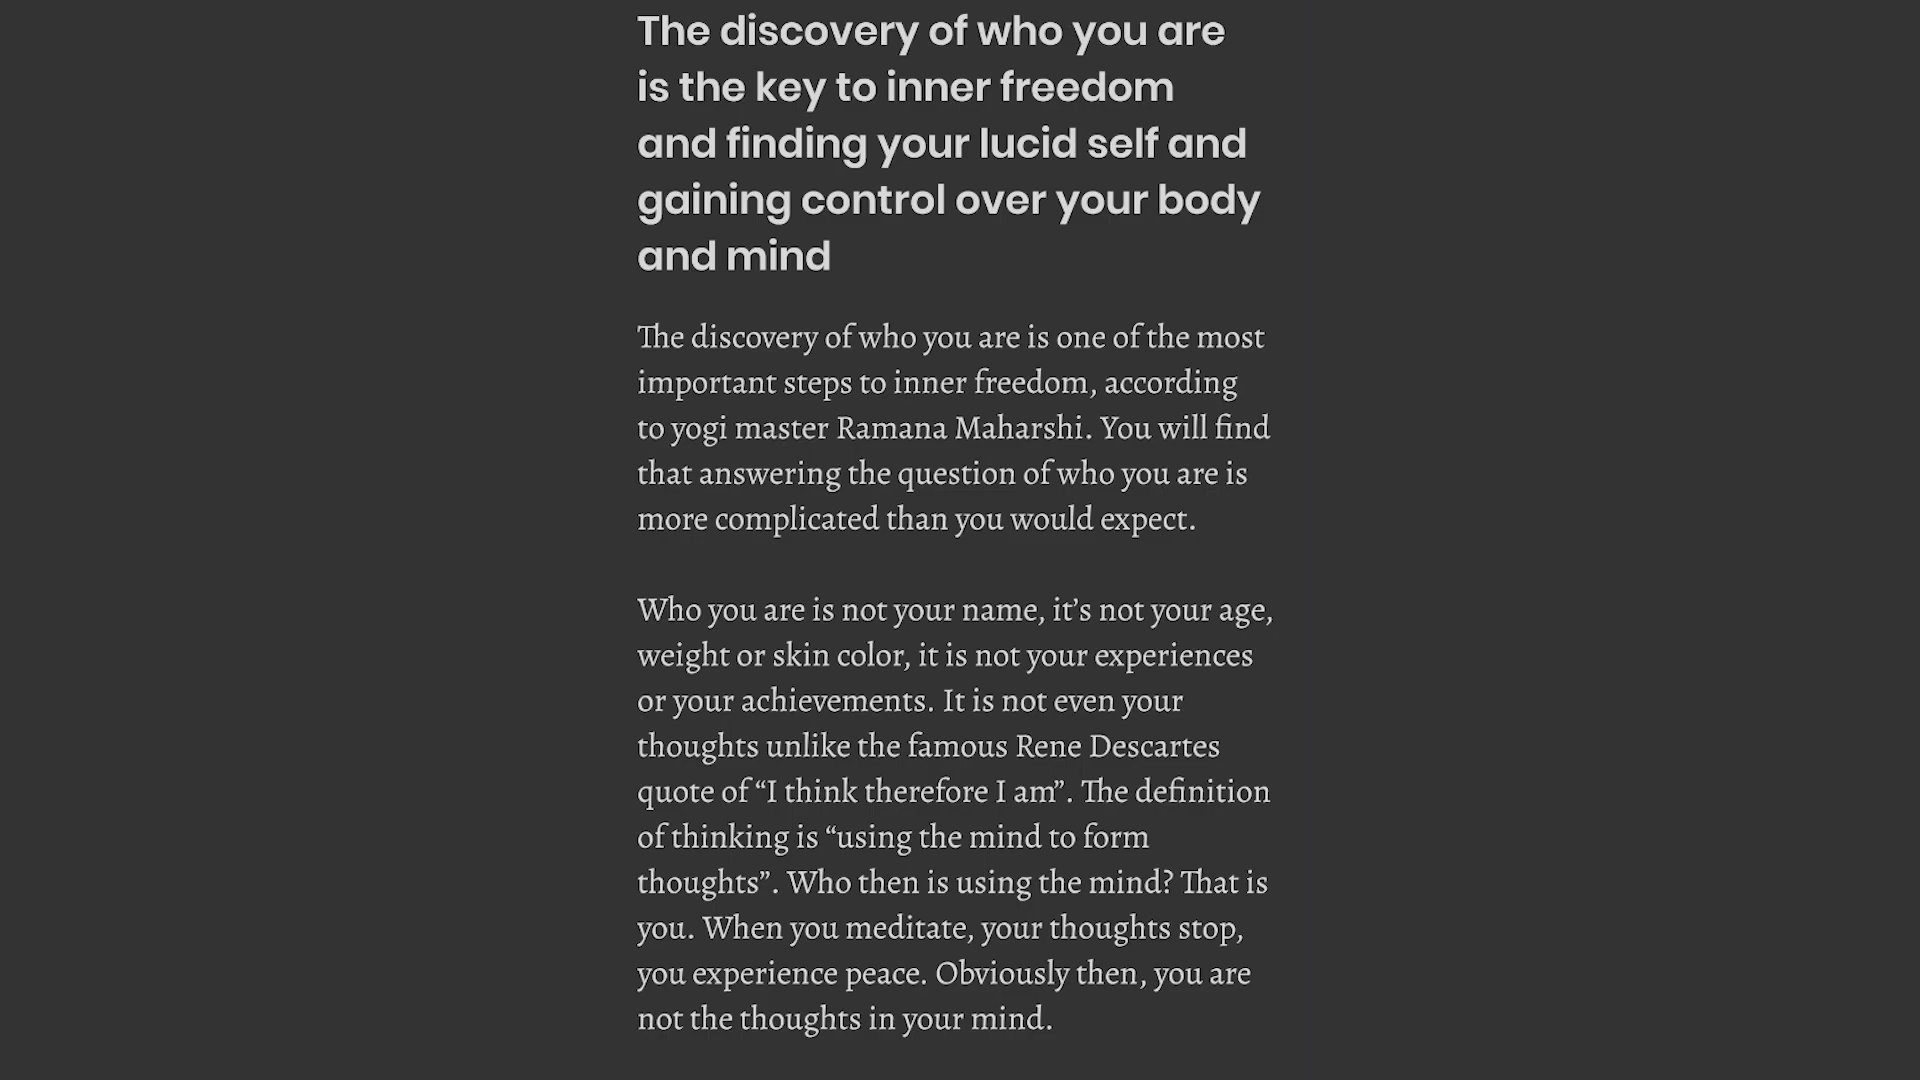 The discovery of who you are
is the key to inner freedom
and finding your lucid self and
gaining control over your body
and mind
The discovery of who you are is one of the most
important steps to inner freedom, according
to yogi master Ramana Maharshi. You will find
that answering the question of who you are is
more complicated than you would expect.
Who you are is not your name, it’s not your age,
weight or skin color, it is not your experiences
or your achievements. It is not even your
thoughts unlike the famous Rene Descartes
quote of “I think therefore I am”. The definition
of thinking is “using the mind to form
thoughts”. Who then is using the mind? That is
you. When you meditate, your thoughts stop,
you experience peace. Obviously then, you are
not the thoughts in your mind.